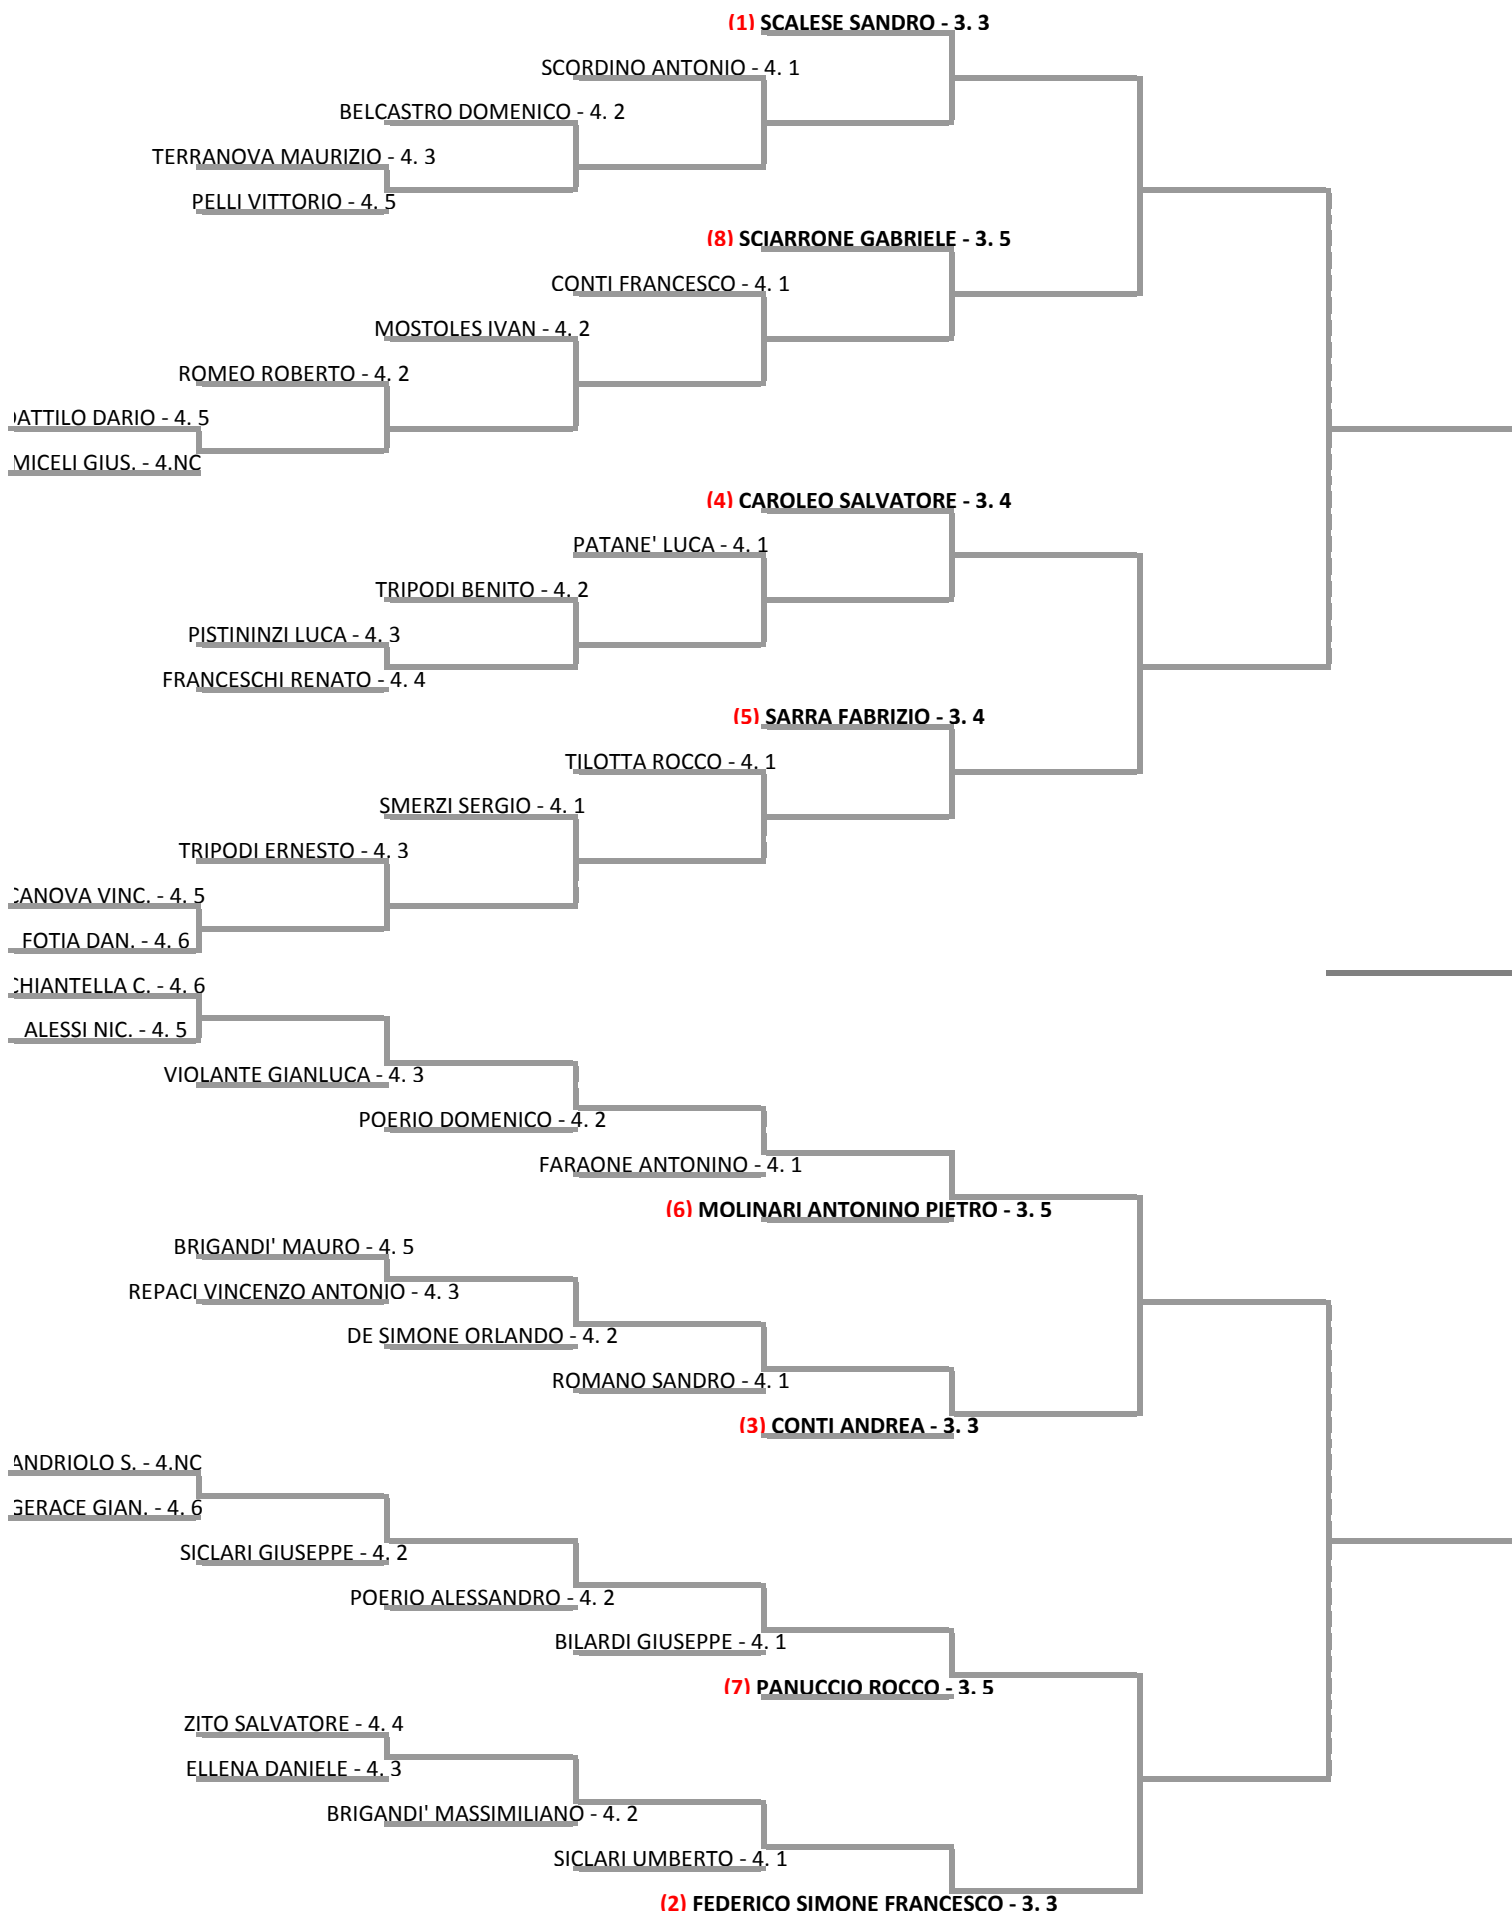 (1) SCALESE SANDRO - 3. 3
SCORDINO ANTONIO - 4. 1
BELCASTRO DOMENICO - 4. 2
TERRANOVA MAURIZIO - 4. 3
PELLI VITTORIO - 4. 5
(8) SCIARRONE GABRIELE - 3. 5
CONTI FRANCESCO - 4. 1
MOSTOLES IVAN - 4. 2
ROMEO ROBERTO - 4. 2
ATTILO DARIO - 4. 5
MICELI GIUS. - 4.NC
(4) CAROLEO SALVATORE - 3. 4
PATANE' LUCA - 4. 1
TRIPODI BENITO - 4. 2
PISTININZI LUCA - 4. 3
FRANCESCHI RENATO - 4. 4
(5) SARRA FABRIZIO - 3. 4
TILOTTA ROCCO - 4. 1
SMERZI SERGIO - 4. 1
TRIPODI ERNESTO - 4. 3
CANOVA VINC. - 4. 5
FOTIA DAN. - 4. 6
CHIANTELLA C. - 4. 6
ALESSI NIC. - 4. 5
VIOLANTE GIANLUCA - 4. 3
POERIO DOMENICO - 4. 2
FARAONE ANTONINO - 4. 1
(6) MOLINARI ANTONINO PIETRO - 3. 5
BRIGANDI' MAURO - 4. 5
REPACI VINCENZO ANTONIO - 4. 3
DE SIMONE ORLANDO - 4. 2
ROMANO SANDRO - 4. 1
(3) CONTI ANDREA - 3. 3
ANDRIOLO S. - 4.NC
GERACE GIAN. - 4. 6
SICLARI GIUSEPPE - 4. 2
POERIO ALESSANDRO - 4. 2
BILARDI GIUSEPPE - 4. 1
(7) PANUCCIO ROCCO - 3. 5
ZITO SALVATORE - 4. 4
ELLENA DANIELE - 4. 3
BRIGANDI' MASSIMILIANO - 4. 2
SICLARI UMBERTO - 4. 1
(2) FEDERICO SIMONE FRANCESCO - 3. 3